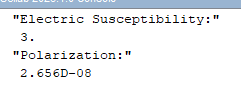 "Electric Susceptibility:"
3.
"Polarization:"
2.656D-08